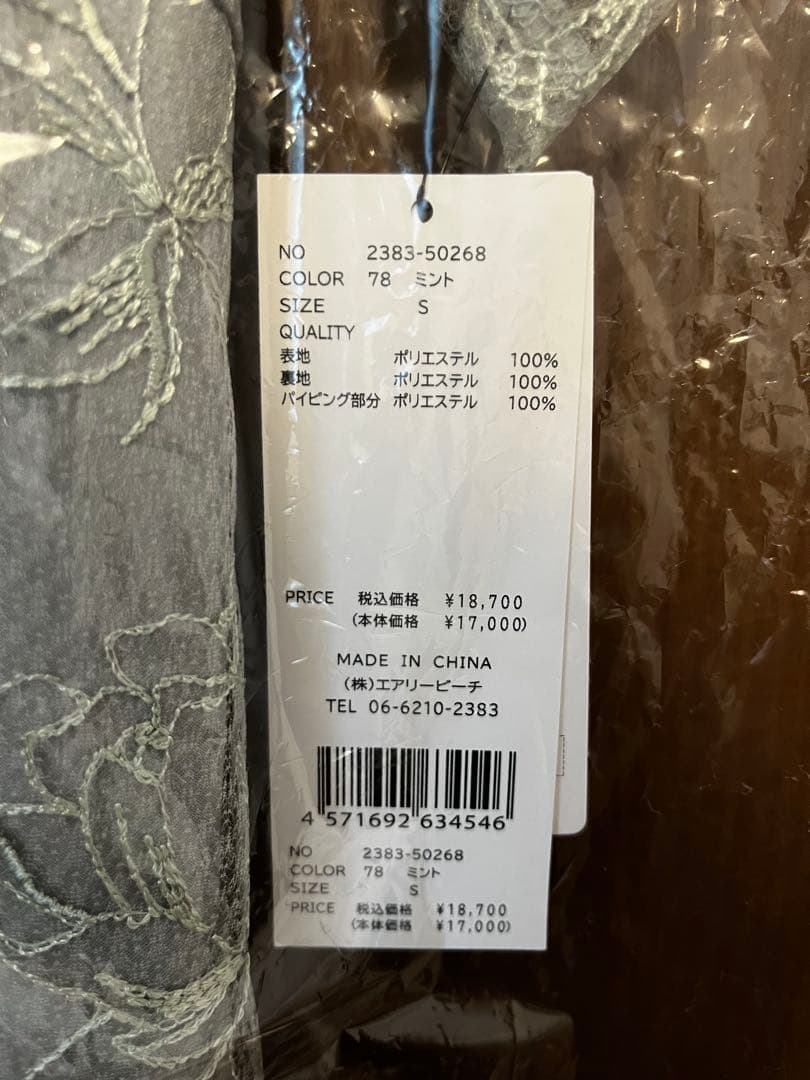 NO 2383-50268
COLOR 78 ミント
SIZE S
QUALITY
表地 ポリエステル 100%
裏地 ポリエステル 100%
パイピング部分 ポリエステル 100%
PRICE 税込価格 ¥18,700
(本体価格 ¥17,000)
MADE IN CHINA
(株)エアリーピーチ
TEL 06-6210-2383
4 571692 634546
NO 2383-50268
COLOR 78 ミント
SIZE S
PRICE 税込価格 ¥18,700
(本体価格 ¥17,000)